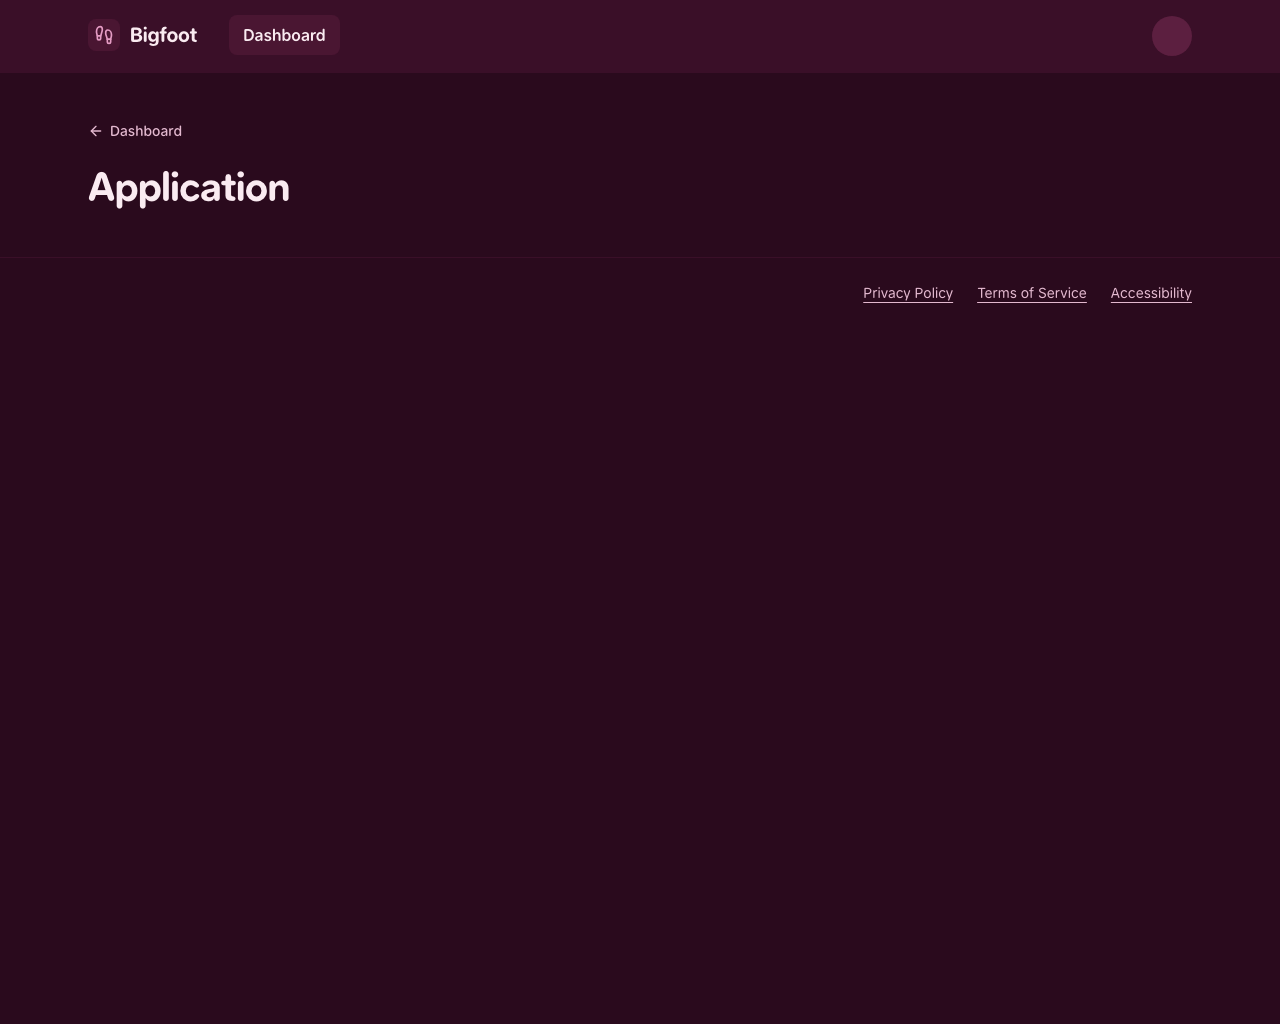 Bigfoot Dashboard
Dashboard
Application
Privacy Policy Terms of Service Accessibility